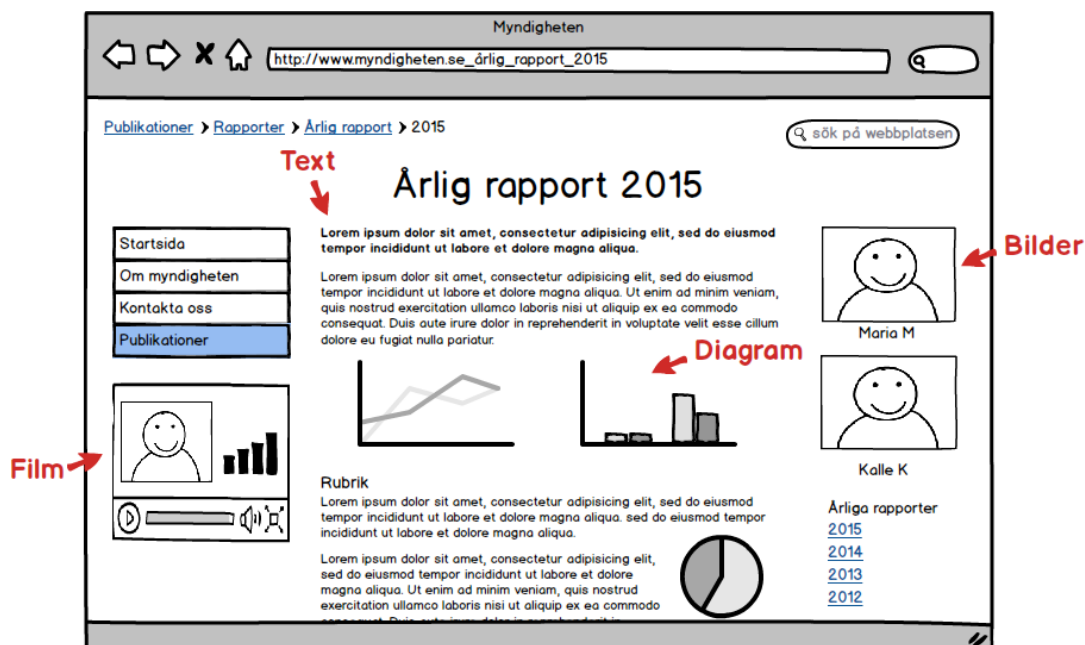 Myndigheten
http://www.myndigheten.se_årlig_rapport_2015
Publikationer > Rapporter > Årlig rapport > 2015
sök på webbplatsen
Text
Årlig rapport 2015
Startsida
Om myndigheten
Kontakta oss
Publikationer
Film
Lorem ipsum dolor sit amet, consectetur adipisicing elit, sed do eiusmod
tempor incididunt ut labore et dolore magna aliqua.
Lorem ipsum dolor sit amet, consectetur adipisicing elit, sed do eiusmod
tempor incididunt ut labore et dolore magna aliqua. Ut enim ad minim veniam,
quis nostrud exercitation ullamco laboris nisi ut aliquip ex ea commodo
consequat. Duis aute irure dolor in reprehenderit in voluptate velit esse cillum
dolore eu fugiat nulla pariatur.
Diagram
Rubrik
Lorem ipsum dolor sit amet, consectetur adipisicing elit, sed do eiusmod
tempor incididunt ut labore et dolore magna aliqua. sed do eiusmod tempor
incididunt ut labore et dolore magna aliqua.
Lorem ipsum dolor sit amet, consectetur adipisicing elit,
sed do eiusmod tempor incididunt ut labore et dolore
magna aliqua. Ut enim ad minim veniam, quis nostrud
exercitation ullamco laboris nisi ut aliquip ex ea commodo
Bilder
Maria M
Kalle K
Årliga rapporter
2015
2014
2013
2012